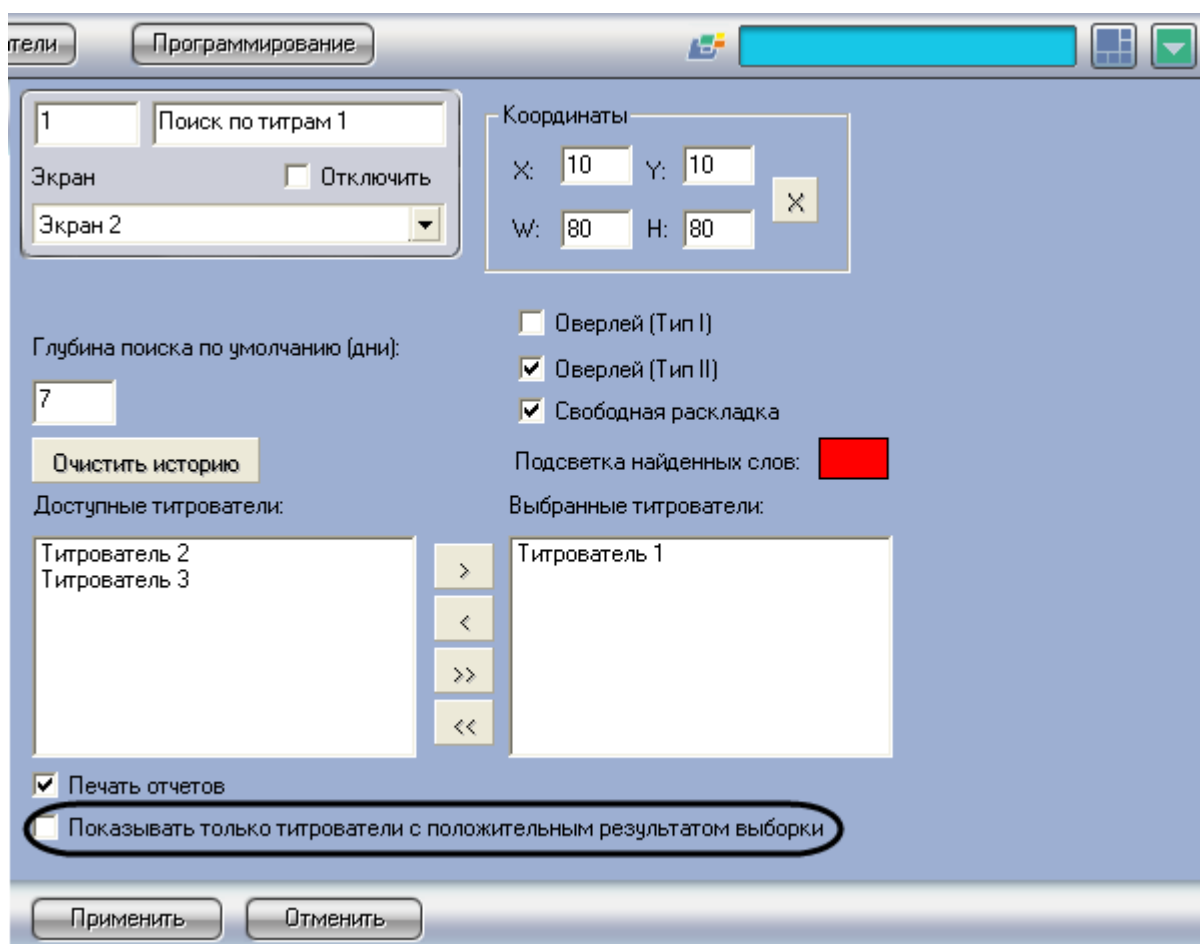 тели Программирование
1 Поиск по титрам 1
Экран Отключить
Экран 2
Координаты
X: 10 Y: 10
X
W: 80 H: 80
Глубина поиска по умолчанию (дни):
7
Очистить историю
Оверлей (Тип I)
Оверлей (Тип II)
Свободная раскладка
Подсветка найденных слов:
Доступные титрователи: Выбранные титрователи:
Титрователь 2
Титрователь 3
>
<
>>
<<
Титрователь 1
Печать отчетов
Показывать только титрователи с положительным результатом выборки
Применить Отменить